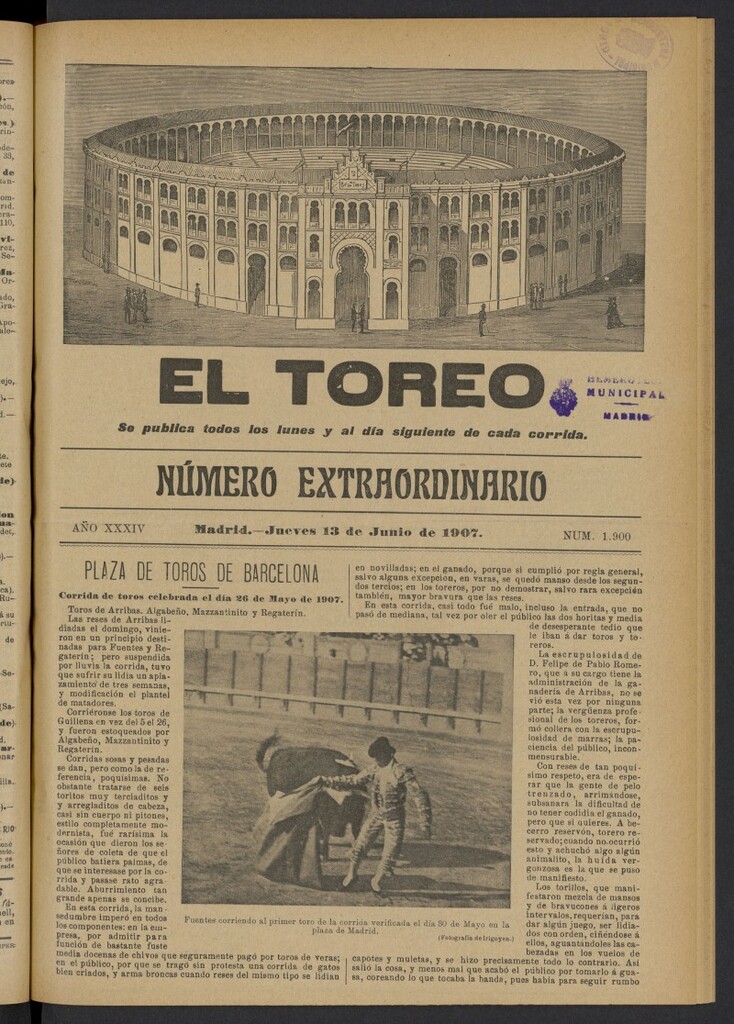 EL TOREO
MUNICIPAL
MADRID
Se publica todos los lunes y al día siguiente de cada corrida.
NÚMERO EXTRAORDINARIO
AÑO XXXIV
Madrid.—Jueves 13 de Junio de 1907.
NUM. 1.900
PLAZA DE TOROS DE BARCELONA
Corrida de toros celebrada el día 26 de Mayo de 1907.
Toros de Arribas. Algabeño, Mazzantinito y Regaterín.
Las reses de Arribas li-
diadas el domingo, vinie-
ron en un principio desti-
nadas para Fuentes y Re-
gaterín; pero suspendida
por lluvia la corrida, tuvo
que sufrir su lidia un apla-
zamiento de tres semanas,
y modificación el plantel
de matadores.
Corriéronse los toros de
Guillena en vez del 5 el 26,
y fueron estoqueados por
Algabeño, Mazzantinito y
Regaterín.
Corridas sosas y pesadas
se dan, pero como la de re-
ferencia, poquísimas. No
obstante tratarse de seis
toritos muy terciaditos y
y arregladitos de cabeza,
casi sin cuerpo ni pitones,
estilo completamente mo-
dernista, fué rarísima la
ocasión que dieron los se-
ñores de coleta de que el
público batiera palmas, de
que se interesase por la co-
rrida y pasase rato agra-
dable. Aburrimiento tan
grande apenas se concibe.
En esta corrida, la man-
sedumbre imperó en todos
los componentes: en la em-
presa, por admitir para
función de bastante fuste
media docenas de chivos que seguramente pagó por toros de veras;
en el público, por que se tragó sin protesta una corrida de gatos
bien criados, y arma broncas cuando reses del mismo tipo se lidian
en novilladas; en el ganado, porque si cumplió por regla general,
salvo alguna excepcion, en varas, se quedó manso desde los segun-
dos tercios; en los toreros, por no demostrar, salvo rara excepción
también, mayor bravura que las reses.
En esta corrida, casi todo fué malo, incluso la entrada, que no
pasó de mediana, tal vez por oler el público las dos horitas y media
de desesperante tedio que
le iban á dar toros y to-
reros.
La escrupulosidad de
D. Felipe de Pablo Rome-
ro, que á su cargo tiene la
administración de la ga-
nadería de Arribas, no se
vió esta vez por ninguna
parte; la vergüenza profe-
sional de los toreros, for-
mó collera con la escrupu-
losidad de marras; la pa-
ciencia del público, incon-
mensurable.
Con reses de tan poquí-
simo respeto, era de espe-
rar que la gente de pelo
trenzado, arrimándose,
subsanara la dificultad de
no tener codidia el ganado,
pero que si quieres. A be-
cerro reservón, torero re-
servado; cuando no ocurrió
esto y achuchó algo algún
animalito, la huída ver-
gonzosa es la que se puso
de manifiesto.
Los torillos, que mani-
festaron mezcla de mansos
y de bravucones á ligeros
intervalos, requerían, para
dar algún juego, ser lidia-
dos con orden, ciñéndose á
ellos, aguantándoles las ca-
bezadas en los vuelos de
capotes y muletas, y se hizo precisamente todo lo contrario. Así
salió la cosa, y menos mal que acabó el público por tomarlo á gua-
sa, coreando lo que tocaba la banda, pues había para seguir rumbo
Fuentes corriendo al primer toro de la corrida verificada el día 30 de Mayo en la
plaza de Madrid.
(Fotografía de Irigoyen.)